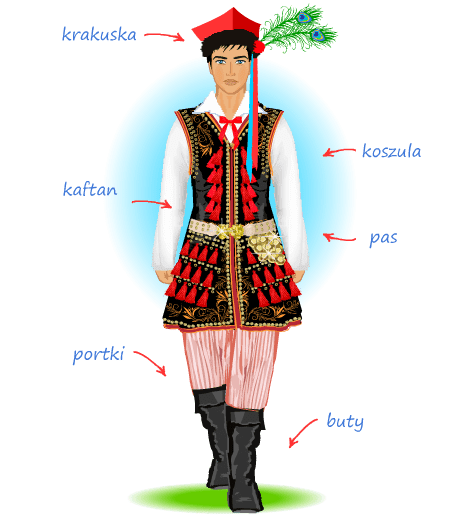 krakuska
koszula
kaftan
pas
portki
buty